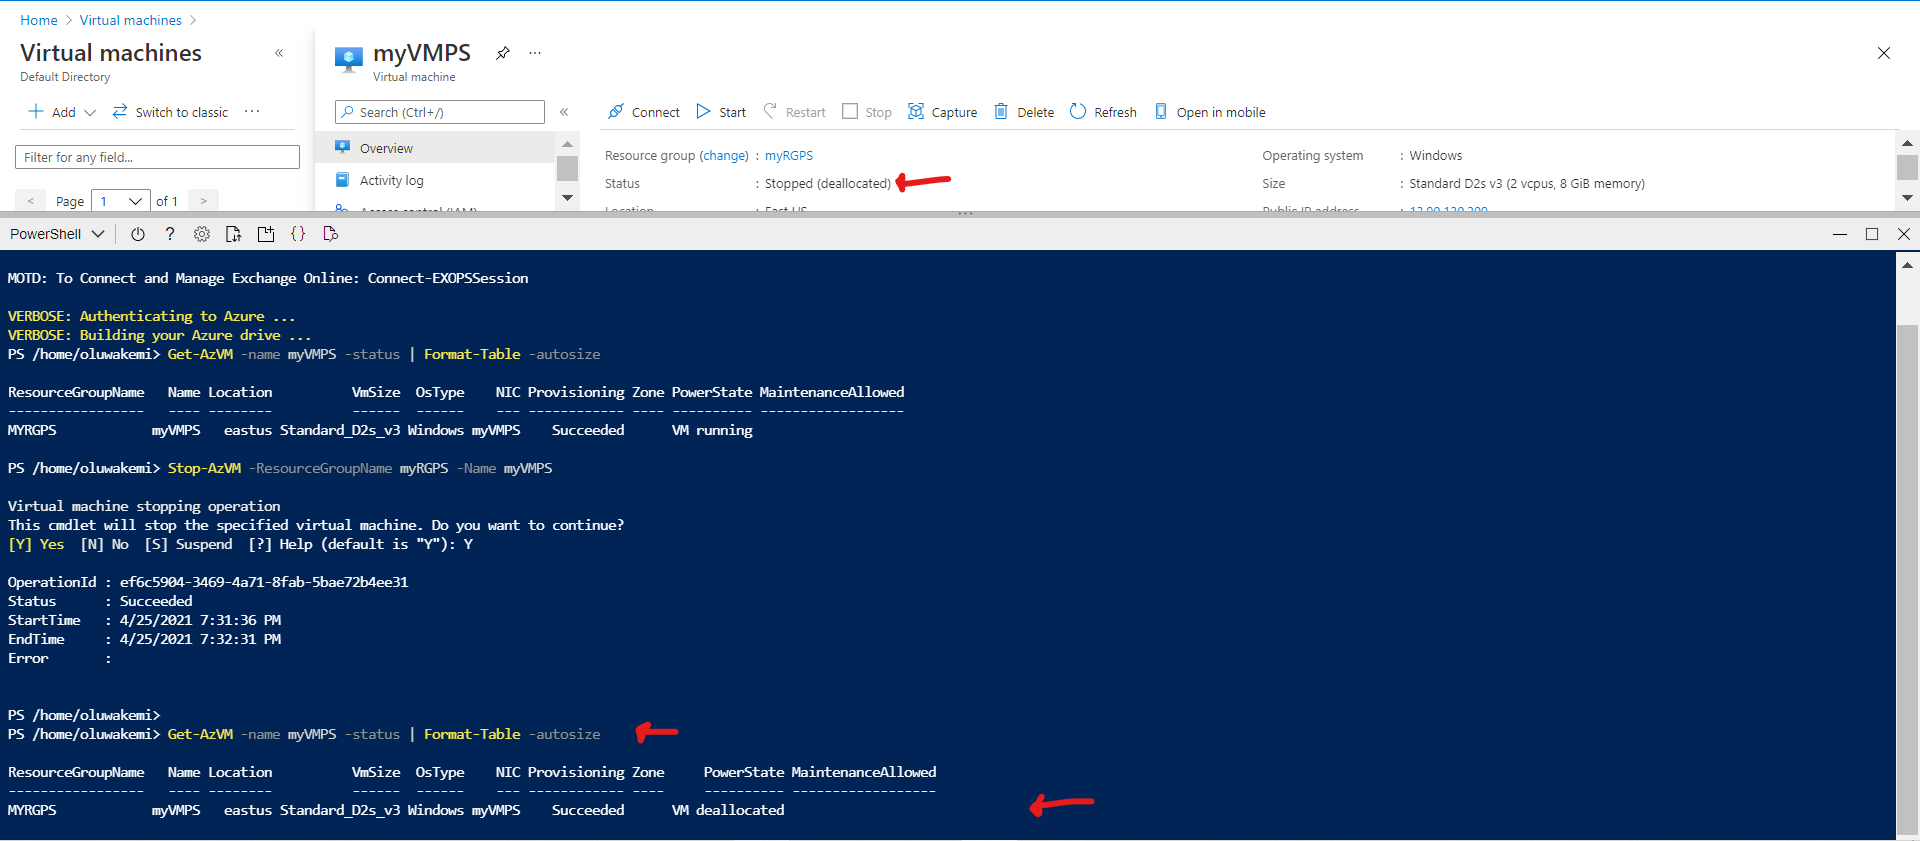 Home > Virtual machines >
Virtual machines «
Default Directory
+ Add Switch to classic ...
Filter for any field...
< Page 1 of 1 >
myVMPS ...
Virtual machine
Search (Ctrl+/) «
Overview
Activity log
Access control (IAM)
Connect Start Restart Stop Capture Delete Refresh Open in mobile
Resource group (change) : myRGPS
Status : Stopped (deallocated)
Location : East US
Operating system : Windows
Size : Standard D2s v3 (2 vcpus, 8 GiB memory)
Public IP address :
PowerShell ? {}
MOTD: To Connect and Manage Exchange Online: Connect-EXOPSSession
VERBOSE: Authenticating to Azure ...
VERBOSE: Building your Azure drive ...
PS /home/oluwakemi> Get-AzVM -name myVMPS -status | Format-Table -autosize
ResourceGroupName Name Location VmSize OsType NIC Provisioning Zone PowerState MaintenanceAllowed
----------------- ---- -------- ------ ------ --- ------------ ---- ---------- ------------------
MYRGPS myVMPS eastus Standard_D2s_v3 Windows myVMPS Succeeded VM running
PS /home/oluwakemi> Stop-AzVM -ResourceGroupName myRGPS -Name myVMPS
Virtual machine stopping operation
This cmdlet will stop the specified virtual machine. Do you want to continue?
[Y] Yes [N] No [S] Suspend [?] Help (default is "Y"): Y
OperationId : ef6c5904-3469-4a71-8fab-5bae72b4ee31
Status : Succeeded
StartTime : 4/25/2021 7:31:36 PM
EndTime : 4/25/2021 7:32:31 PM
Error :
PS /home/oluwakemi>
PS /home/oluwakemi> Get-AzVM -name myVMPS -status | Format-Table -autosize
ResourceGroupName Name Location VmSize OsType NIC Provisioning Zone PowerState MaintenanceAllowed
----------------- ---- -------- ------ ------ --- ------------ ---- ---------- ------------------
MYRGPS myVMPS eastus Standard_D2s_v3 Windows myVMPS Succeeded VM deallocated